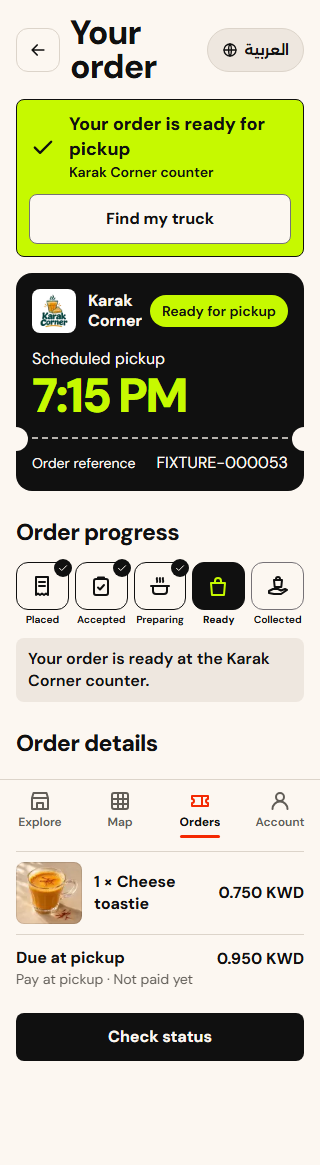 Your
order
العربية
Your order is ready for
pickup
Karak Corner counter
Find my truck
Karak
Corner
Karak
Corner
Ready for pickup
Scheduled pickup
7:15 PM
Order reference
FIXTURE-000053
Order progress
Placed
Accepted
Preparing
Ready
Collected
Your order is ready at the Karak
Corner counter.
Order details
Explore
Map
Orders
Account
1 × Cheese
toastie
0.750 KWD
Due at pickup
0.950 KWD
Pay at pickup · Not paid yet
Check status